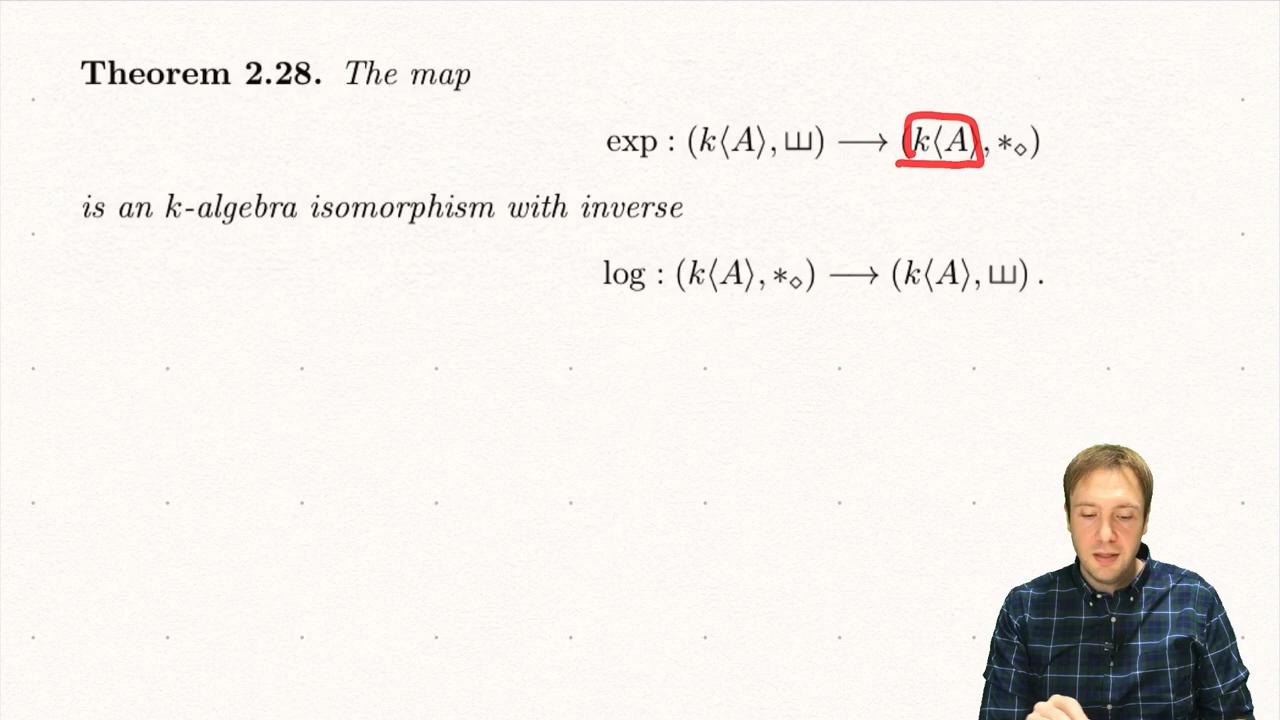 Theorem 2.28. The map
exp : (k⟨A⟩, ⧢) ⟶ (k⟨A⟩, ∗⋄)
is an k-algebra isomorphism with inverse
log : (k⟨A⟩, ∗⋄) ⟶ (k⟨A⟩, ⧢) .